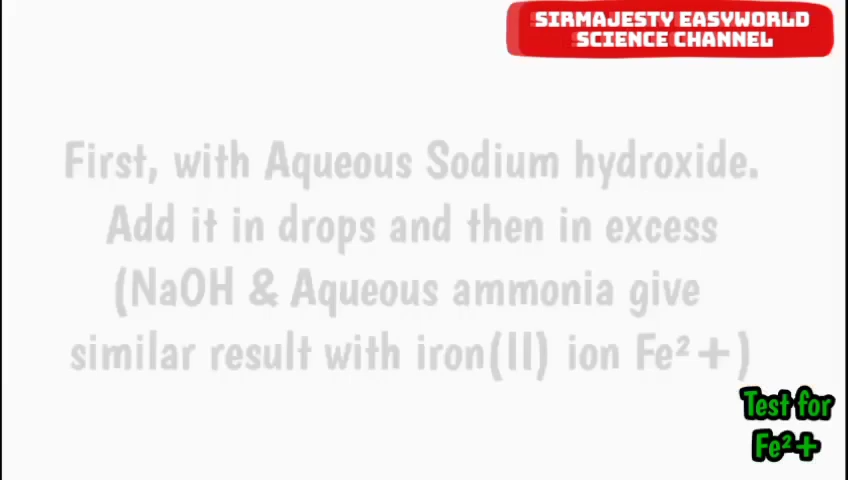 SIRMAJESTY EASYWORLD
SCIENCE CHANNEL
First, with Aqueous Sodium hydroxide.
Add it in drops and then in excess
(NaOH & Aqueous ammonia give
similar result with iron(II) ion Fe²+)
Test for
Fe²+